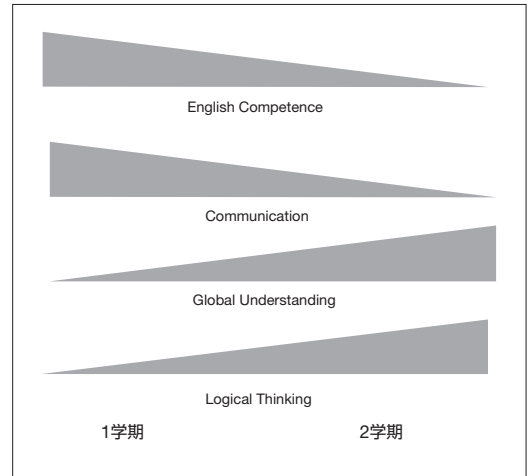 English Competence
Communication
Global Understanding
Logical Thinking
1学期 2学期